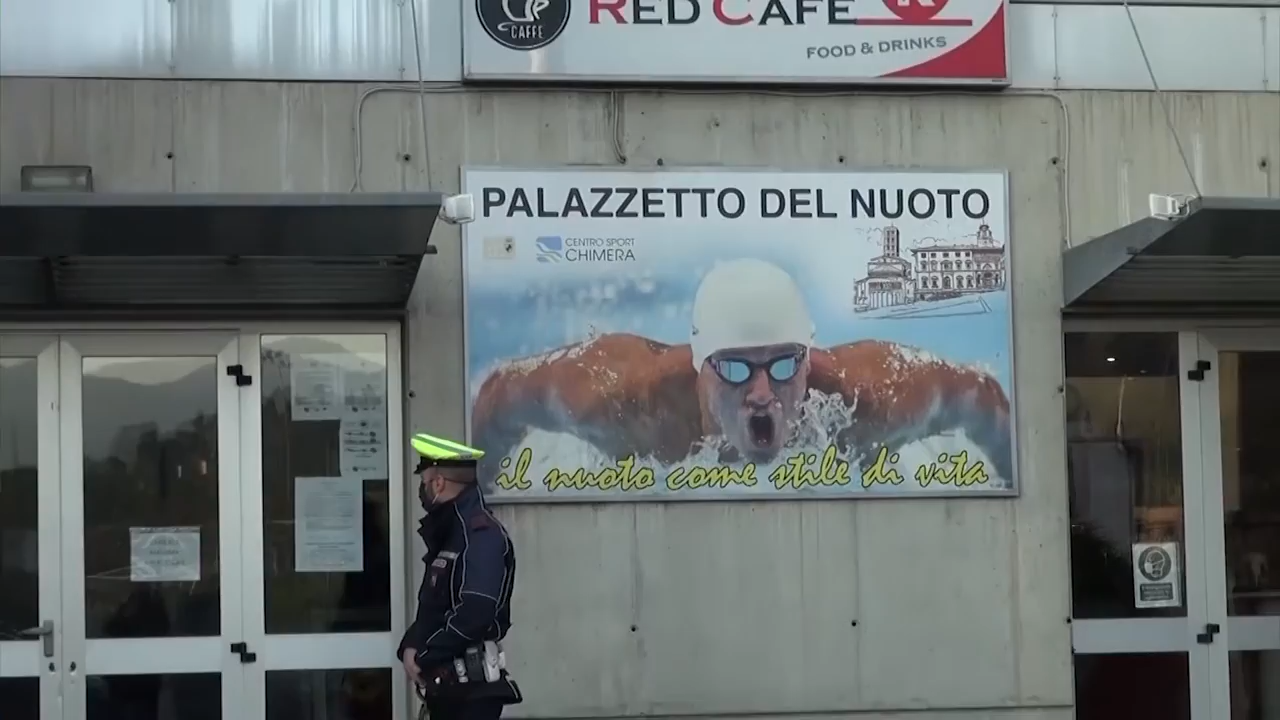 CAFFE
RED CAFE
FOOD & DRINKS
PALAZZETTO DEL NUOTO
CENTRO SPORT
CHIMERA
il nuoto come stile di vita